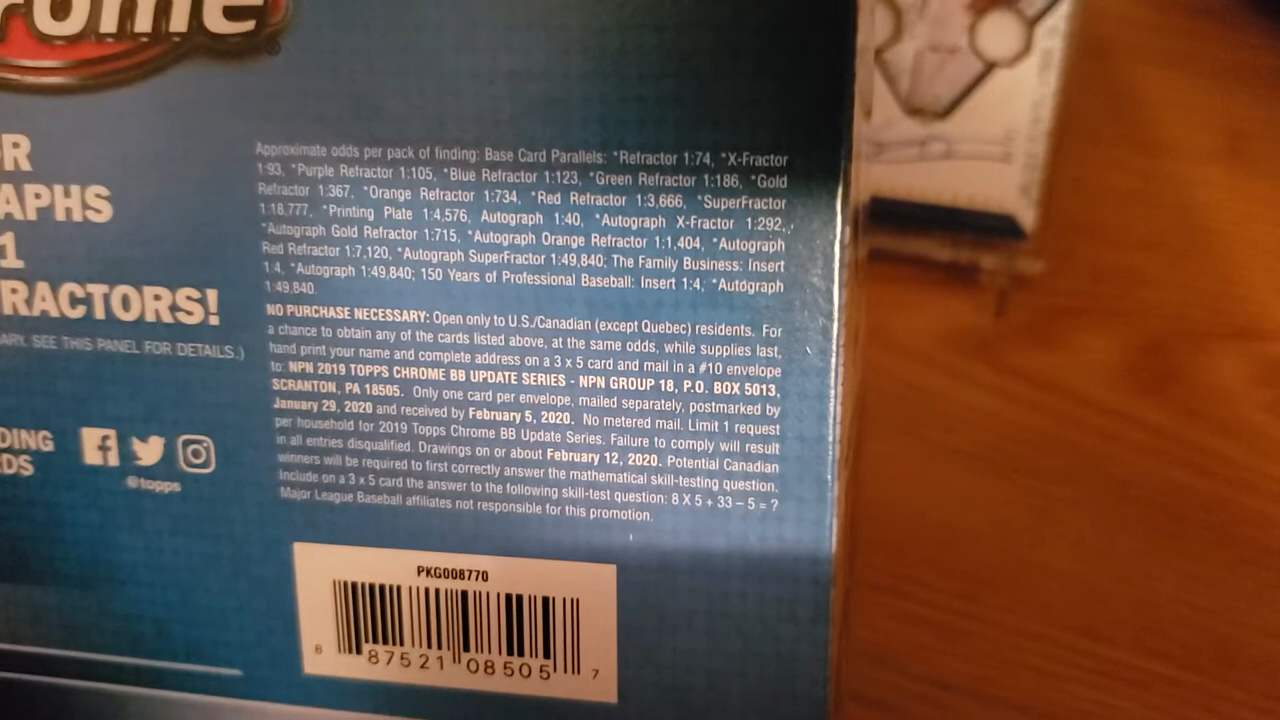 rome
R
APHS
1
RACTORS!
ARY. SEE THIS PANEL FOR DETAILS.)
DING
DS
@topps
Approximate odds per pack of finding: Base Card Parallels: *Refractor 1:74, *X-Fractor
1:93, *Purple Refractor 1:105, *Blue Refractor 1:123, *Green Refractor 1:186, *Gold
Refractor 1:367, *Orange Refractor 1:734, *Red Refractor 1:3,666, *SuperFractor
1:18,777, *Printing Plate 1:4,576, Autograph 1:40, *Autograph X-Fractor 1:292,
*Autograph Gold Refractor 1:715, *Autograph Orange Refractor 1:1,404, *Autograph
Red Refractor 1:7,120, *Autograph SuperFractor 1:49,840; The Family Business: Insert
1:4, *Autograph 1:49,840; 150 Years of Professional Baseball: Insert 1:4, *Autograph
1:49,840.
NO PURCHASE NECESSARY: Open only to U.S./Canadian (except Quebec) residents. For
a chance to obtain any of the cards listed above, at the same odds, while supplies last,
hand print your name and complete address on a 3 x 5 card and mail in a #10 envelope
to: NPN 2019 TOPPS CHROME BB UPDATE SERIES - NPN GROUP 18, P.O. BOX 5013,
SCRANTON, PA 18505. Only one card per envelope, mailed separately, postmarked by
January 29, 2020 and received by February 5, 2020. No metered mail. Limit 1 request
per household for 2019 Topps Chrome BB Update Series. Failure to comply will result
in all entries disqualified. Drawings on or about February 12, 2020. Potential Canadian
winners will be required to first correctly answer the mathematical skill-testing question.
Include on a 3 x 5 card the answer to the following skill-test question: 8 X 5 + 33 – 5 = ?
Major League Baseball affiliates not responsible for this promotion.
PKG008770
8 87521 08505 7